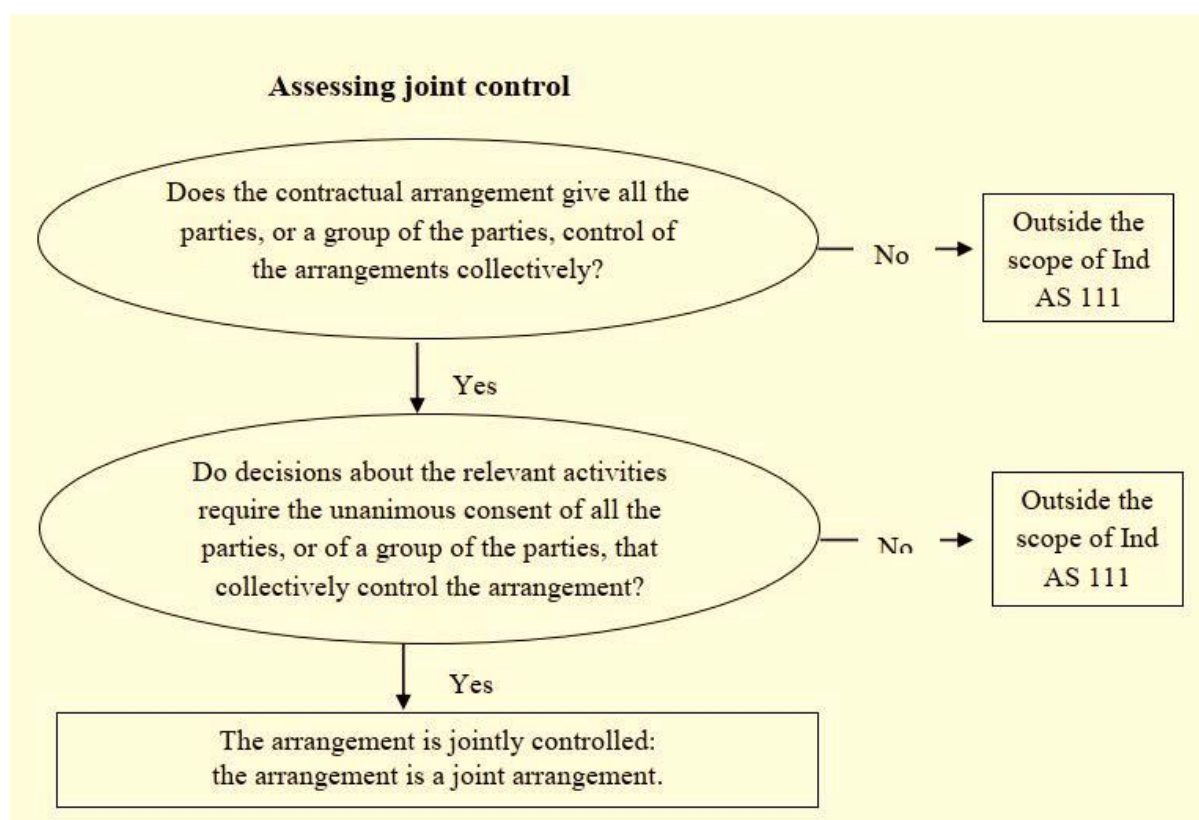 Assessing joint control
Does the contractual arrangement give all the
parties, or a group of the parties, control of
the arrangements collectively?
No
Outside the
scope of Ind
AS 111
Yes
Do decisions about the relevant activities
require the unanimous consent of all the
parties, or of a group of the parties, that
collectively control the arrangement?
No
Outside the
scope of Ind
AS 111
Yes
The arrangement is jointly controlled:
the arrangement is a joint arrangement.